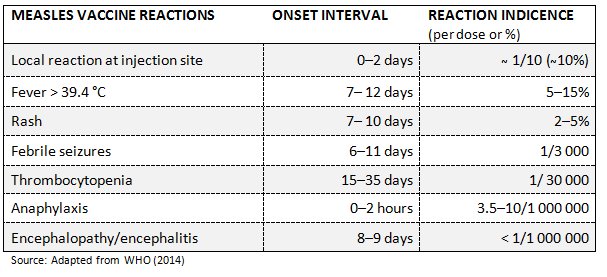 MEASLES VACCINE REACTIONS ONSET INTERVAL REACTION INDICENCE
(per dose or %)
Local reaction at injection site 0–2 days ~ 1/10 (~10%)
Fever > 39.4 °C 7– 12 days 5–15%
Rash 7– 10 days 2–5%
Febrile seizures 6–11 days 1/3 000
Thrombocytopenia 15–35 days 1/ 30 000
Anaphylaxis 0–2 hours 3.5–10/1 000 000
Encephalopathy/encephalitis 8–9 days < 1/1 000 000
Source: Adapted from WHO (2014)